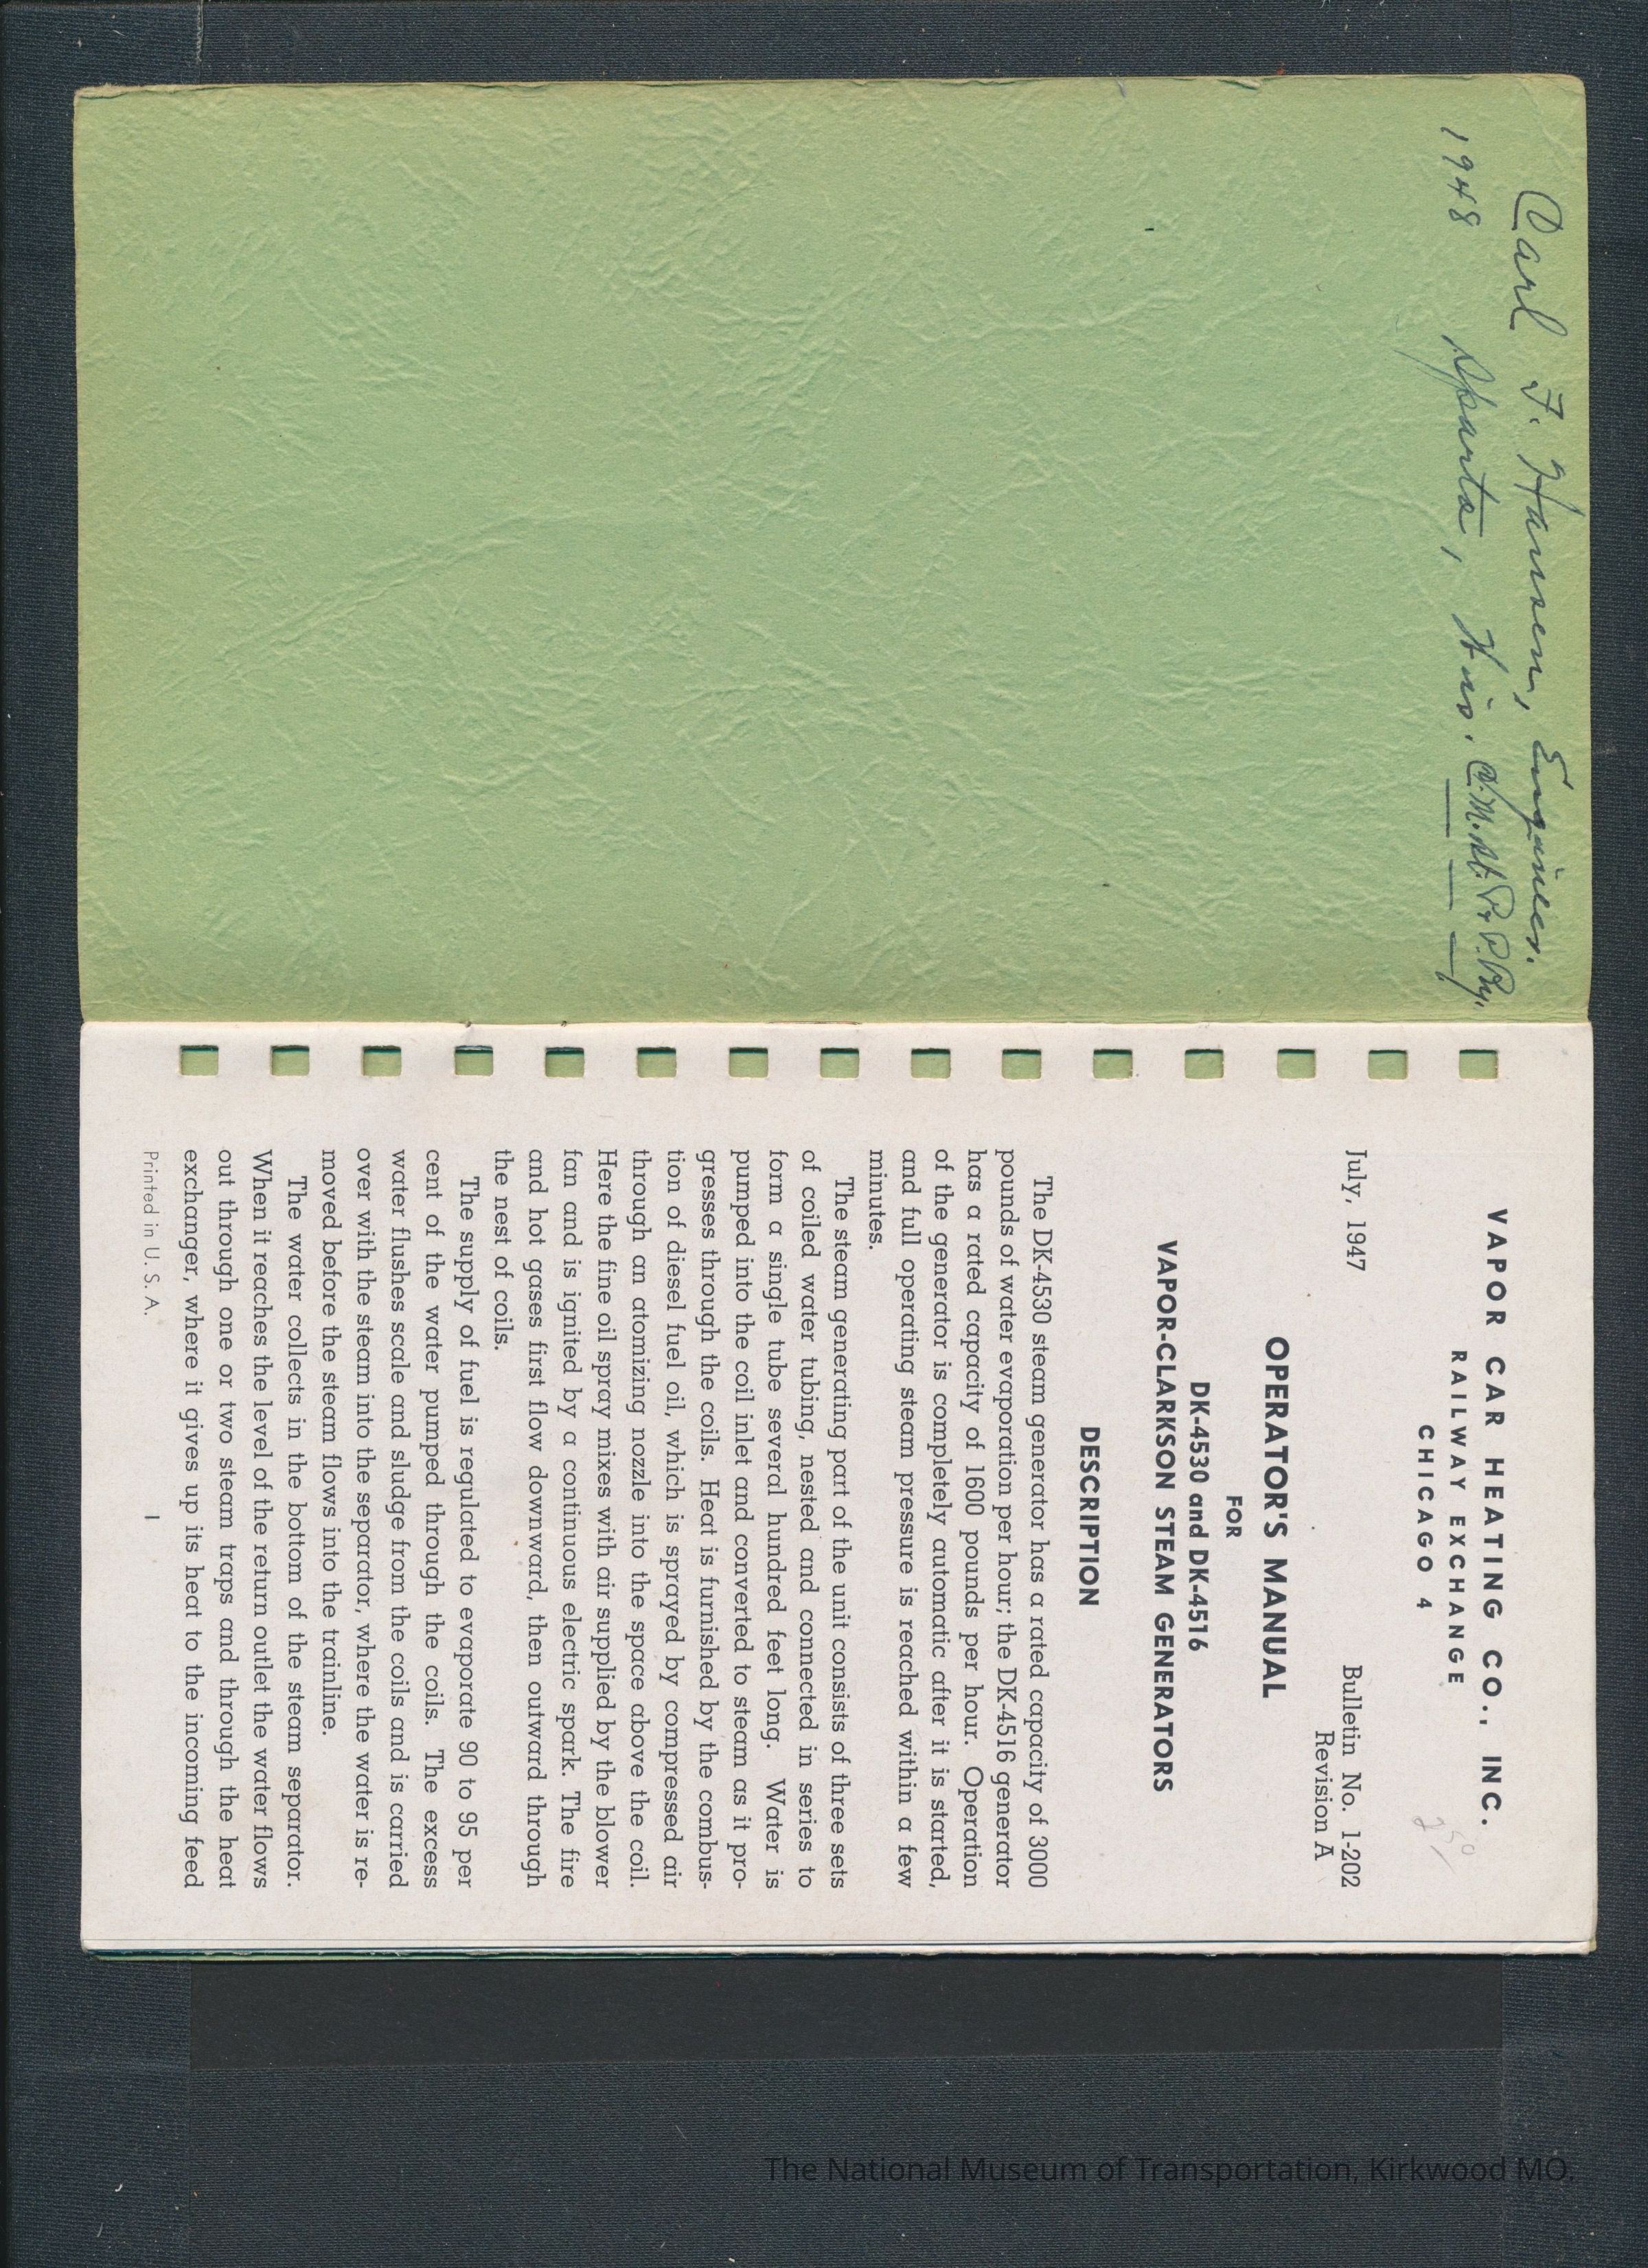 Carl F. Hansen, Engineer.
1948 Sparta, Wis. C.M.St.P.&P.Ry.
VAPOR CAR HEATING CO., INC.
RAILWAY EXCHANGE
CHICAGO 4
250
July, 1947 Bulletin No. 1-202
Revision A
OPERATOR'S MANUAL
FOR
DK-4530 and DK-4516
VAPOR-CLARKSON STEAM GENERATORS
DESCRIPTION
The DK-4530 steam generator has a rated capacity of 3000
pounds of water evaporation per hour; the DK-4516 generator
has a rated capacity of 1600 pounds per hour. Operation
of the generator is completely automatic after it is started,
and full operating steam pressure is reached within a few
minutes.
The steam generating part of the unit consists of three sets
of coiled water tubing, nested and connected in series to
form a single tube several hundred feet long. Water is
pumped into the coil inlet and converted to steam as it pro-
gresses through the coils. Heat is furnished by the combus-
tion of diesel fuel oil, which is sprayed by compressed air
through an atomizing nozzle into the space above the coil.
Here the fine oil spray mixes with air supplied by the blower
fan and is ignited by a continuous electric spark. The fire
and hot gases first flow downward, then outward through
the nest of coils.
The supply of fuel is regulated to evaporate 90 to 95 per
cent of the water pumped through the coils. The excess
water flushes scale and sludge from the coils and is carried
over with the steam into the separator, where the water is re-
moved before the steam flows into the trainline.
The water collects in the bottom of the steam separator.
When it reaches the level of the return outlet the water flows
out through one or two steam traps and through the heat
exchanger, where it gives up its heat to the incoming feed
Printed in U. S. A. 1
The National Museum of Transportation, Kirkwood MO.